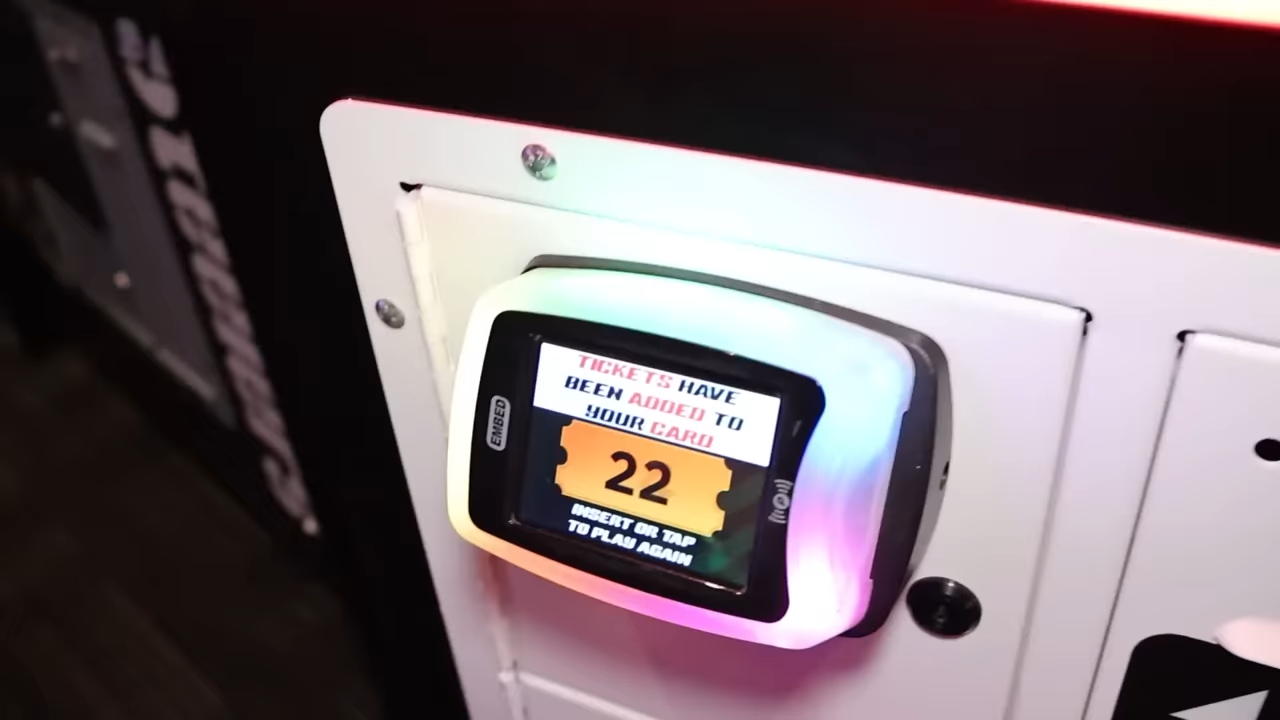 EMBED
TICKETS HAVE
BEEN ADDED TO
YOUR CARD
22
INSERT OR TAP
TO PLAY AGAIN